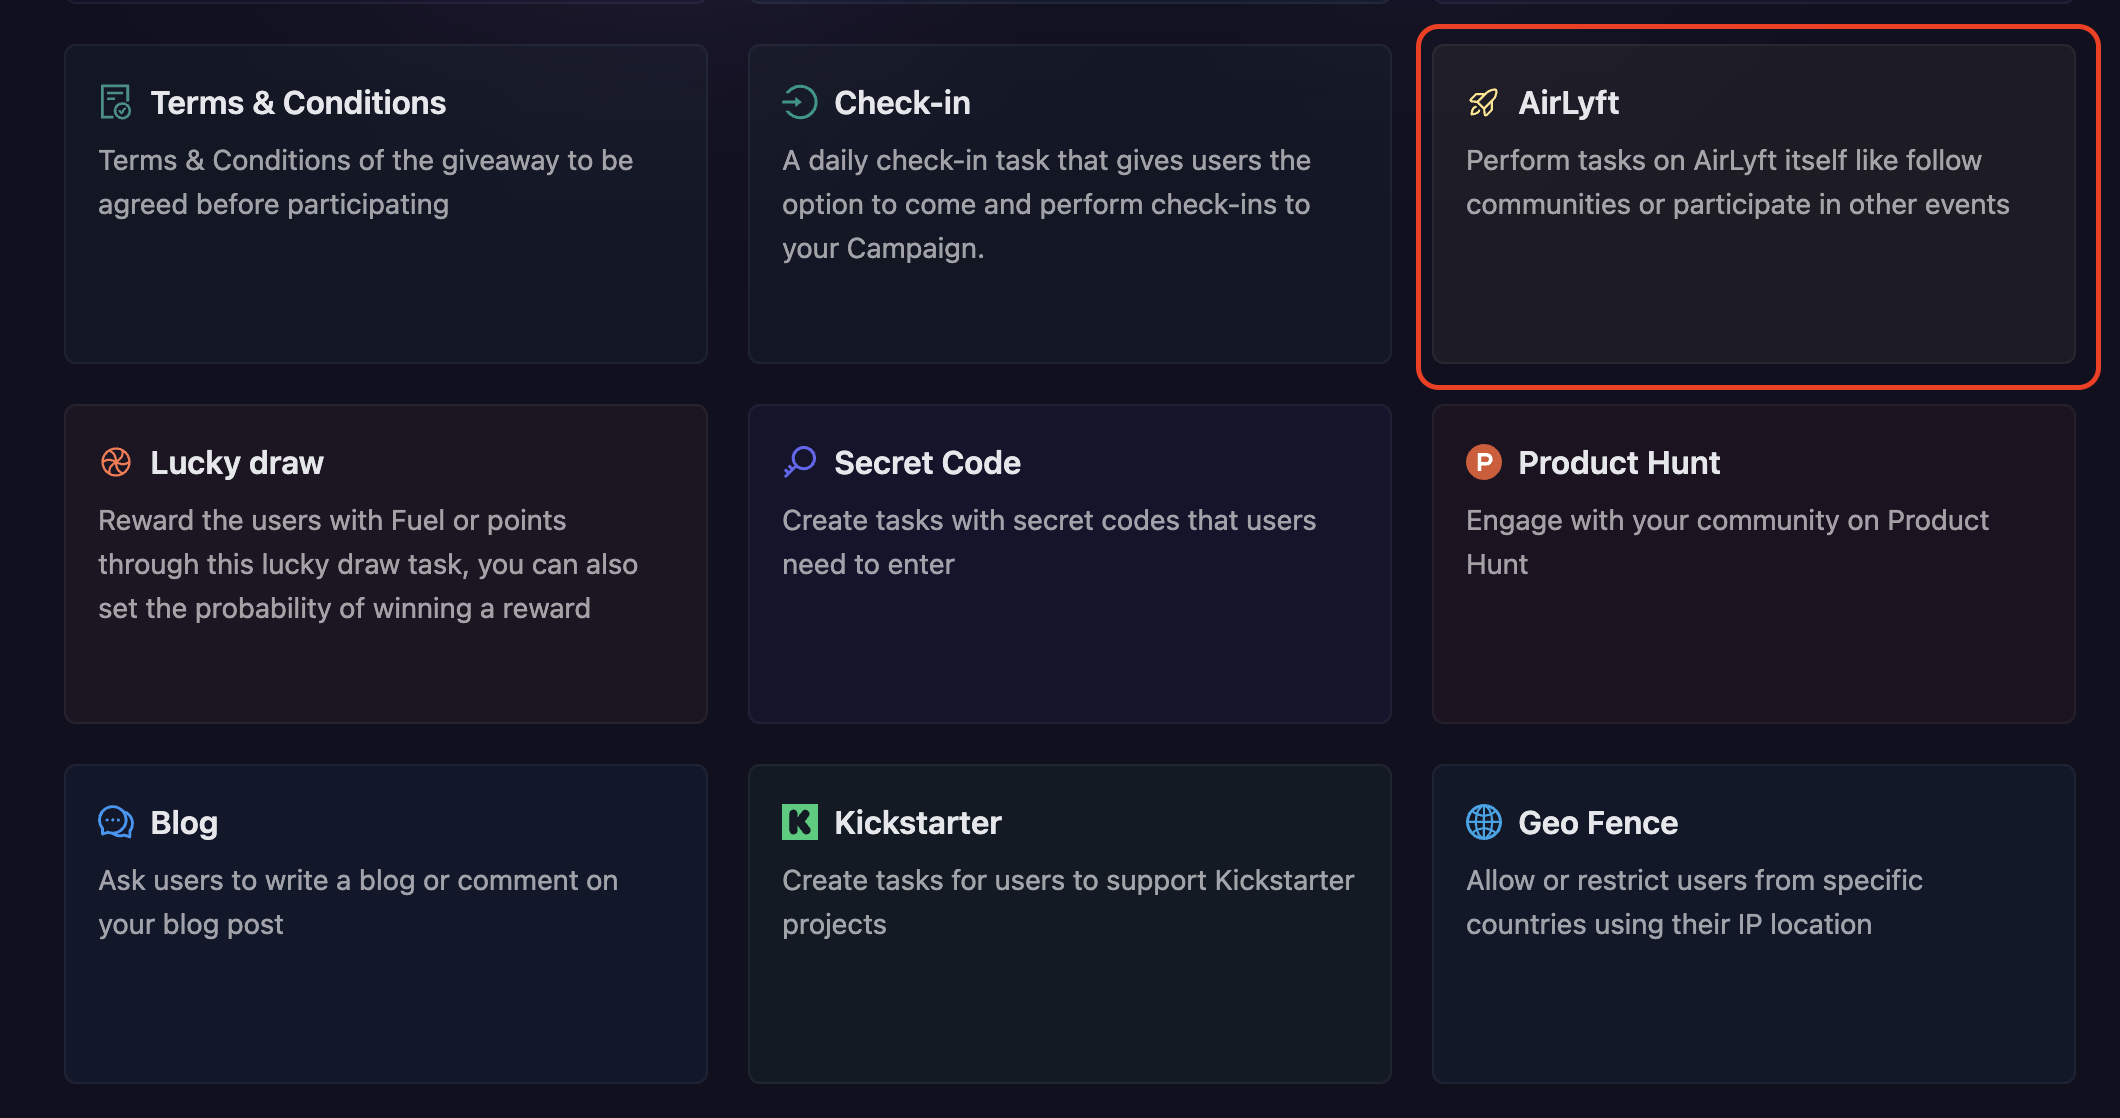 Terms & Conditions
Terms & Conditions of the giveaway to be
agreed before participating
Check-in
A daily check-in task that gives users the
option to come and perform check-ins to
your Campaign.
AirLyft
Perform tasks on AirLyft itself like follow
communities or participate in other events
Lucky draw
Reward the users with Fuel or points
through this lucky draw task, you can also
set the probability of winning a reward
Secret Code
Create tasks with secret codes that users
need to enter
P
Product Hunt
Engage with your community on Product
Hunt
Blog
Ask users to write a blog or comment on
your blog post
K
Kickstarter
Create tasks for users to support Kickstarter
projects
Geo Fence
Allow or restrict users from specific
countries using their IP location